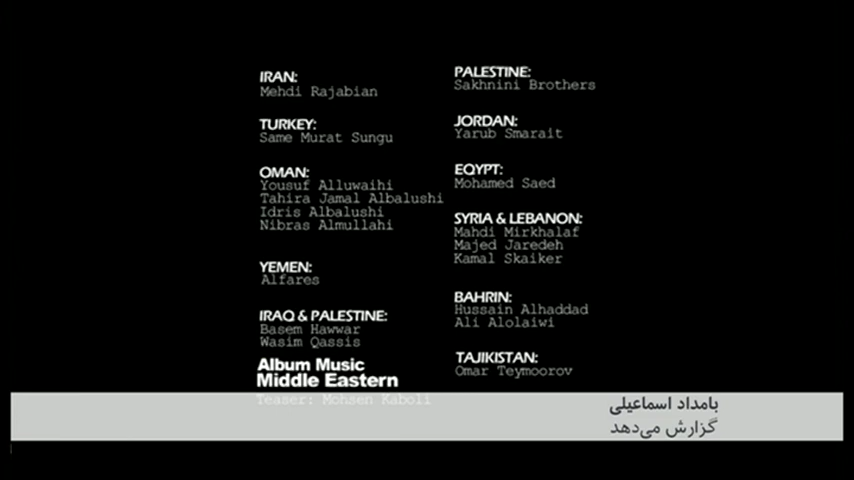 IRAN:
Mehdi Rajabian
TURKEY:
Same Murat Sungu
OMAN:
Yousuf Alluwaihi
Tahira Jamal Albalushi
Idris Albalushi
Nibras Almullahi
YEMEN:
Alfares
IRAQ & PALESTINE:
Basem Hawwar
Wasim Qassis
Album Music
Middle Eastern
Teaser: Mohsen Kaboli
PALESTINE:
Sakhnini Brothers
JORDAN:
Yarub Smarait
EQYPT:
Mohamed Saed
SYRIA & LEBANON:
Mahdi Mirkhalaf
Majed Jaredeh
Kamal Skaiker
BAHRIN:
Hussain Alhaddad
Ali Alolaiwi
TAJIKISTAN:
Omar Teymoorov
بامداد اسماعیلی
گزارش می‌دهد